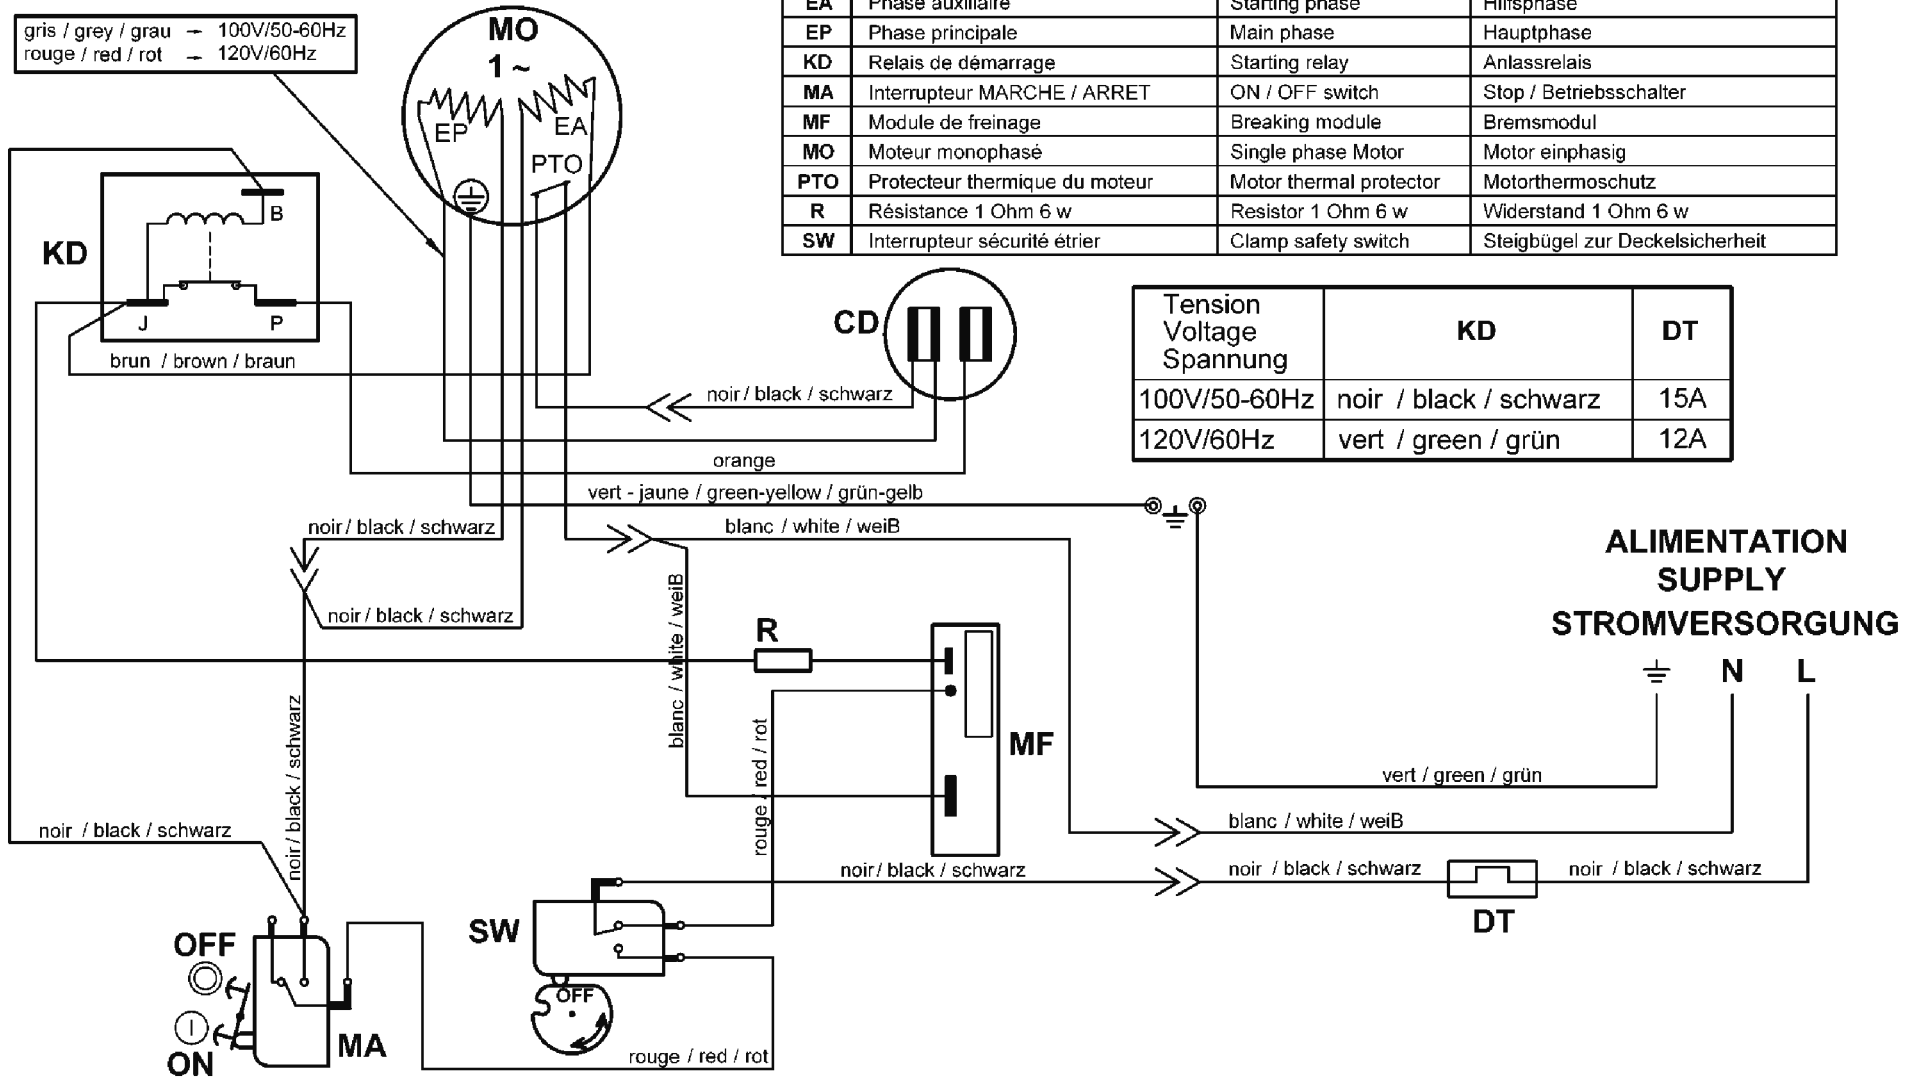 EA Phase auxiliaire Starting phase Hilfsphase
EP Phase principale Main phase Hauptphase
KD Relais de démarrage Starting relay Anlassrelais
MA Interrupteur MARCHE / ARRET ON / OFF switch Stop / Betriebsschalter
MF Module de freinage Breaking module Bremsmodul
MO Moteur monophasé Single phase Motor Motor einphasig
PTO Protecteur thermique du moteur Motor thermal protector Motorthermoschutz
R Résistance 1 Ohm 6 w Resistor 1 Ohm 6 w Widerstand 1 Ohm 6 w
SW Interrupteur sécurité étrier Clamp safety switch Steigbügel zur Deckelsicherheit
gris / grey / grau → 100V/50-60Hz
rouge / red / rot → 120V/60Hz
MO
1 ~
EP
EA
PTO
KD
B
J
P
brun / brown / braun
CD
noir / black / schwarz
orange
vert - jaune / green-yellow / grün-gelb
Tension
Voltage
Spannung
KD
DT
100V/50-60Hz noir / black / schwarz 15A
120V/60Hz vert / green / grün 12A
noir / black / schwarz
blanc / white / weiB
noir / black / schwarz
blanc / white / weiB
R
MF
ALIMENTATION
SUPPLY
STROMVERSORGUNG
N
L
noir / black / schwarz
rouge / red / rot
vert / green / grün
noir / black / schwarz
blanc / white / weiB
noir / black / schwarz
noir / black / schwarz
noir / black / schwarz
DT
SW
OFF
OFF
ON
MA
rouge / red / rot